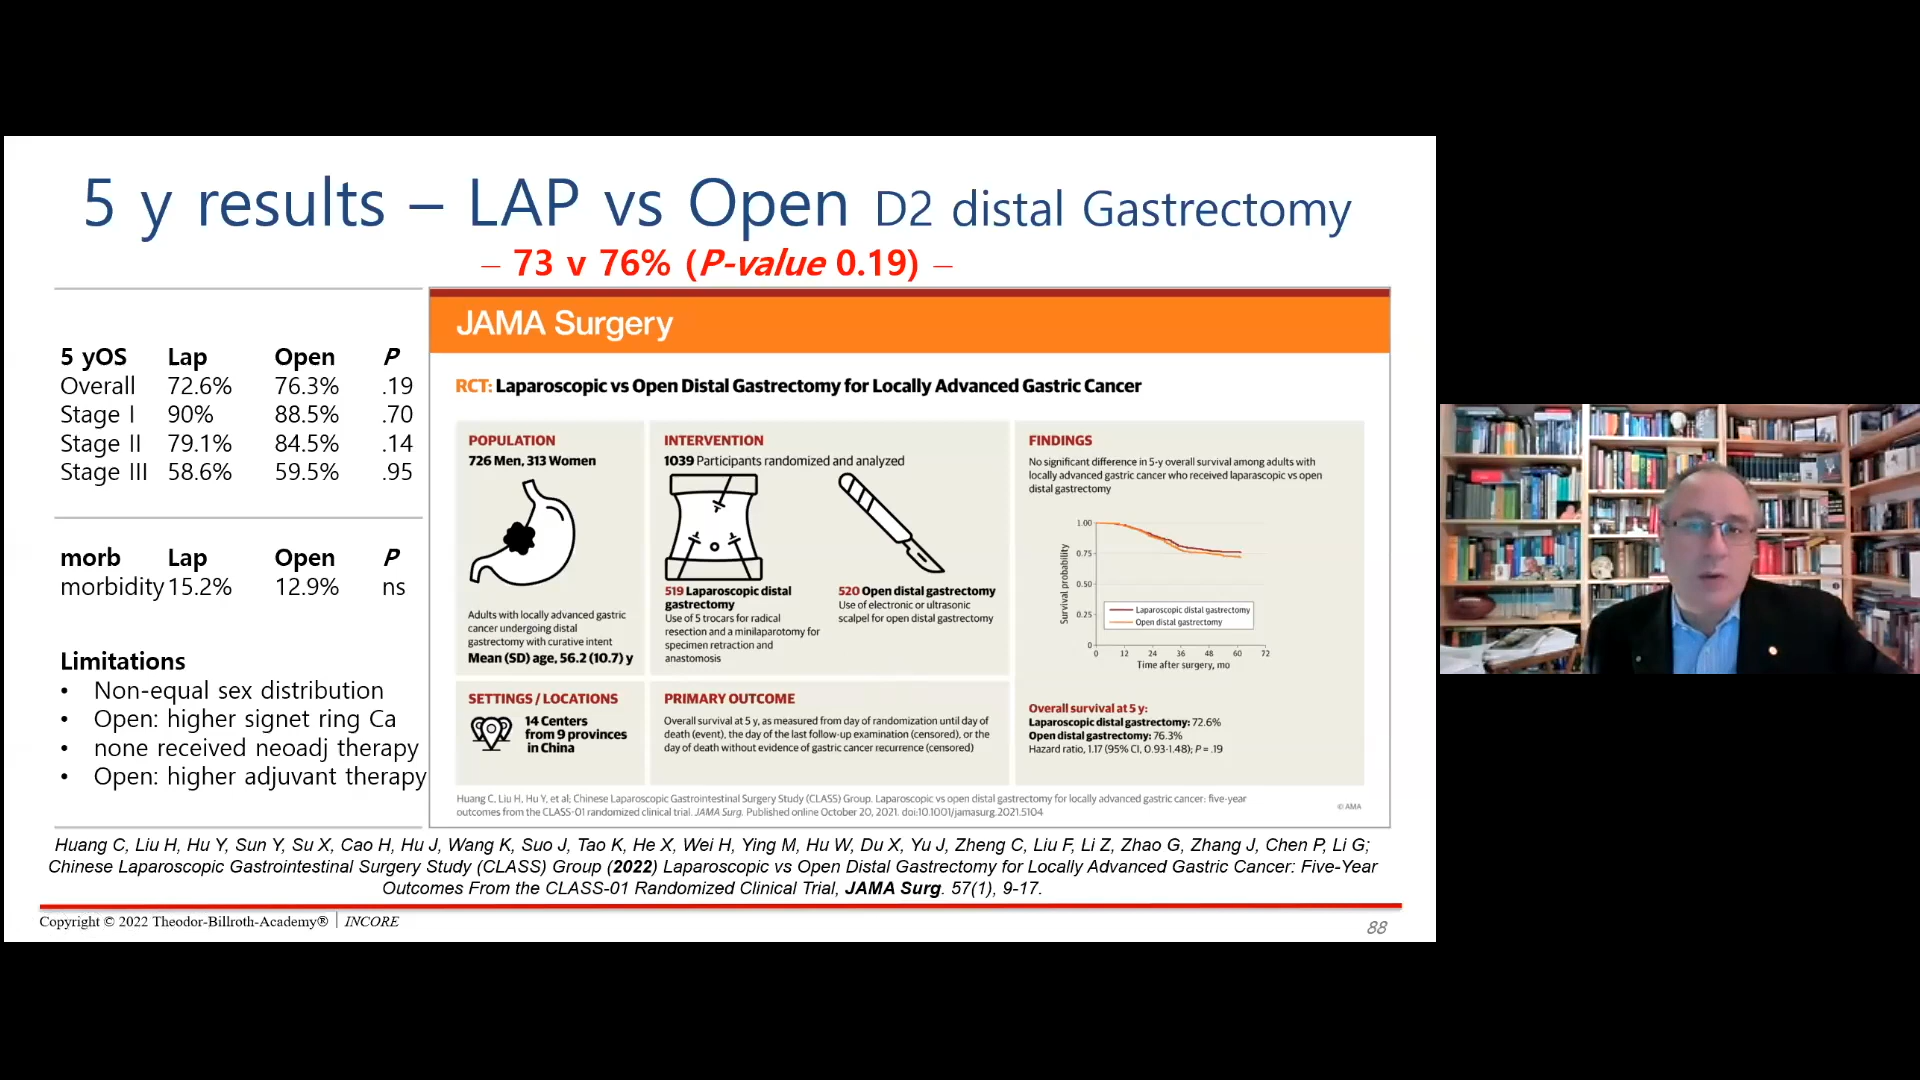 5 y results – LAP vs Open D2 distal Gastrectomy
– 73 v 76% (P-value 0.19) –
5 yOS Lap Open P
Overall 72.6% 76.3% .19
Stage I 90% 88.5% .70
Stage II 79.1% 84.5% .14
Stage III 58.6% 59.5% .95
morb Lap Open P
morbidity 15.2% 12.9% ns
Limitations
• Non-equal sex distribution
• Open: higher signet ring Ca
• none received neoadj therapy
• Open: higher adjuvant therapy
JAMA Surgery
RCT: Laparoscopic vs Open Distal Gastrectomy for Locally Advanced Gastric Cancer
POPULATION
726 Men, 313 Women
Adults with locally advanced gastric
cancer undergoing distal
gastrectomy with curative intent
Mean (SD) age, 56.2 (10.7) y
INTERVENTION
1039 Participants randomized and analyzed
519 Laparoscopic distal
gastrectomy
Use of 5 trocars for radical
resection and a minilaparotomy for
specimen retraction and
anastomosis
520 Open distal gastrectomy
Use of electronic or ultrasonic
scalpel for open distal gastrectomy
FINDINGS
No significant difference in 5-y overall survival among adults with
locally advanced gastric cancer who received laparascopic vs open
distal gastrectomy
Survival probability
1.00
0.75
0.50
0.25
0
Laparoscopic distal gastrectomy
Open distal gastrectomy
0 12 24 36 48 60 72
Time after surgery, mo
SETTINGS / LOCATIONS
14 Centers
from 9 provinces
in China
PRIMARY OUTCOME
Overall survival at 5 y, as measured from day of randomization until day of
death (event), the day of the last follow-up examination (censored), or the
day of death without evidence of gastric cancer recurrence (censored)
Overall survival at 5 y:
Laparoscopic distal gastrectomy: 72.6%
Open distal gastrectomy: 76.3%
Hazard ratio, 1.17 (95% CI, 0.93-1.48); P = .19
Huang C, Liu H, Hu Y, et al; Chinese Laparoscopic Gastrointestinal Surgery Study (CLASS) Group. Laparoscopic vs open distal gastrectomy for locally advanced gastric cancer: five-year
outcomes from the CLASS-01 randomized clinical trial. JAMA Surg. Published online October 20, 2021. doi:10.1001/jamasurg.2021.5104
© AMA
Huang C, Liu H, Hu Y, Sun Y, Su X, Cao H, Hu J, Wang K, Suo J, Tao K, He X, Wei H, Ying M, Hu W, Du X, Yu J, Zheng C, Liu F, Li Z, Zhao G, Zhang J, Chen P, Li G;
Chinese Laparoscopic Gastrointestinal Surgery Study (CLASS) Group (2022) Laparoscopic vs Open Distal Gastrectomy for Locally Advanced Gastric Cancer: Five-Year
Outcomes From the CLASS-01 Randomized Clinical Trial, JAMA Surg. 57(1), 9-17.
Copyright © 2022 Theodor-Billroth-Academy® | INCORE
88